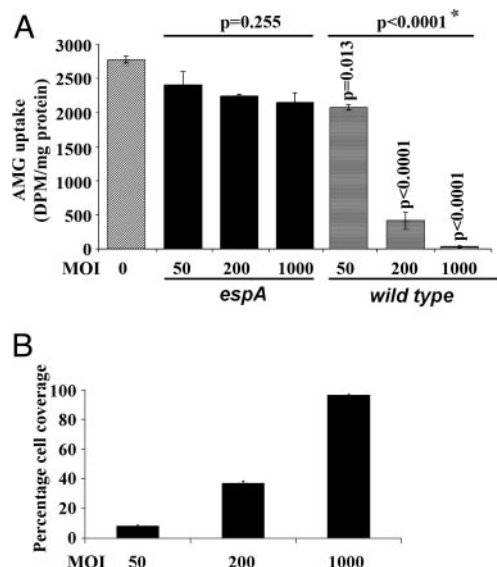 A
p=0.255
p<0.0001 *
AMG uptake
(DPM/mg protein)
3000
2500
2000
1500
1000
500
0
p=0.013
p<0.0001
p<0.0001
MOI 0 50 200 1000 50 200 1000
espA wild type
B
Percentage cell coverage
100
80
60
40
20
0
MOI 50 200 1000